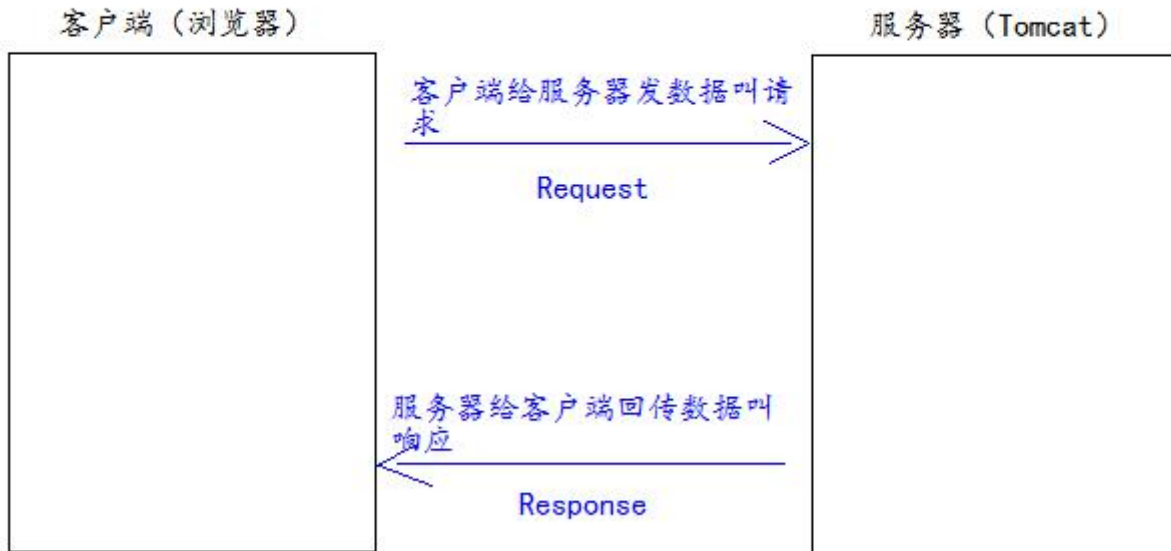 客户端（浏览器）
服务器（Tomcat）
客户端给服务器发数据叫请
求
Request
服务器给客户端回传数据叫
响应
Response